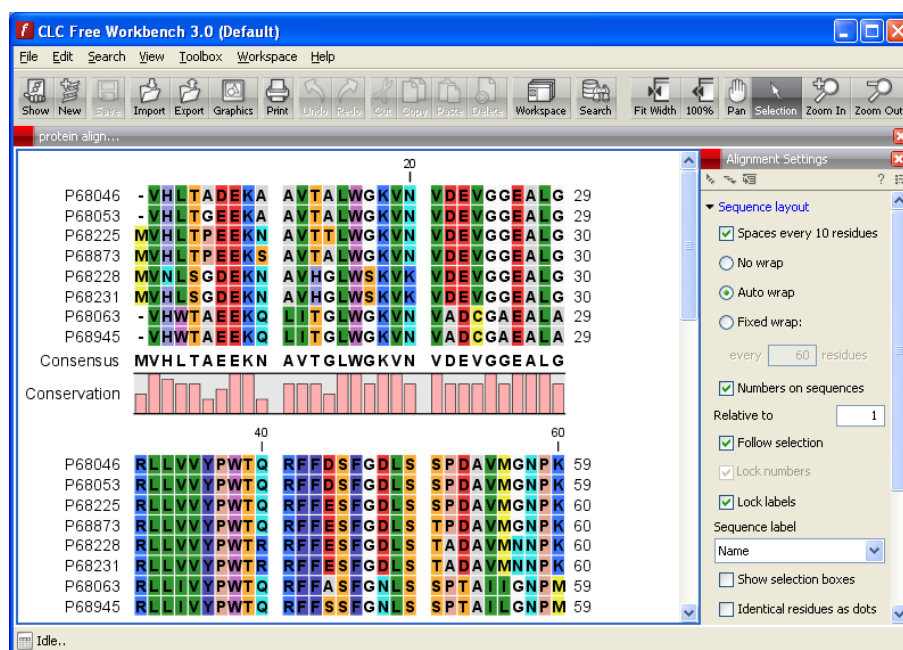 CLC Free Workbench 3.0 (Default)
File Edit Search View Toolbox Workspace Help
Show New Save Import Export Graphics Print Undo Redo Cut Copy Paste Delete Workspace Search Fit Width 100% Pan Selection Zoom In Zoom Out
protein align...
Alignment Settings
20
P68046 -VHLTADEKA AVTALWGKVN VDEVGGEALG 29
P68053 -VHLTGEEKA AVTALWGKVN VDEVGGEALG 29
P68225 MVHLTPEEKN AVTTLWGKVN VDEVGGEALG 30
P68873 MVHLTPEEKS AVTALWGKVN VDEVGGEALG 30
P68228 MVNLSGDEKN AVHGLWSKVK VDEVGGEALG 30
P68231 MVHLSGDEKN AVHGLWSKVK VDEVGGEALG 30
P68063 -VHWTAEEKQ LITGLWGKVN VADCGAEALA 29
P68945 -VHWTAEEKQ LITGLWGKVN VADCGAEALA 29
Consensus MVHLTAEEKN AVTGLWGKVN VDEVGGEALG
Conservation
40 60
P68046 RLLVVYPWTQ RFFDSFGDLS SPDAVMGNPK 59
P68053 RLLVVYPWTQ RFFDSFGDLS SPDAVMGNPK 59
P68225 RLLVVYPWTQ RFFESFGDLS SPDAVMGNPK 60
P68873 RLLVVYPWTQ RFFESFGDLS TPDAVMGNPK 60
P68228 RLLVVYPWTR RFFESFGDLS TADAVMNNPK 60
P68231 RLLVVYPWTR RFFESFGDLS TADAVMNNPK 60
P68063 RLLIVYPWTQ RFFASFGNLS SPTAIIGNPM 59
P68945 RLLIVYPWTQ RFFSSFGNLS SPTAILGNPM 59
?
Sequence layout
Spaces every 10 residues
No wrap
Auto wrap
Fixed wrap:
every 60 residues
Numbers on sequences
Relative to 1
Follow selection
Lock numbers
Lock labels
Sequence label
Name
Show selection boxes
Identical residues as dots
Idle..